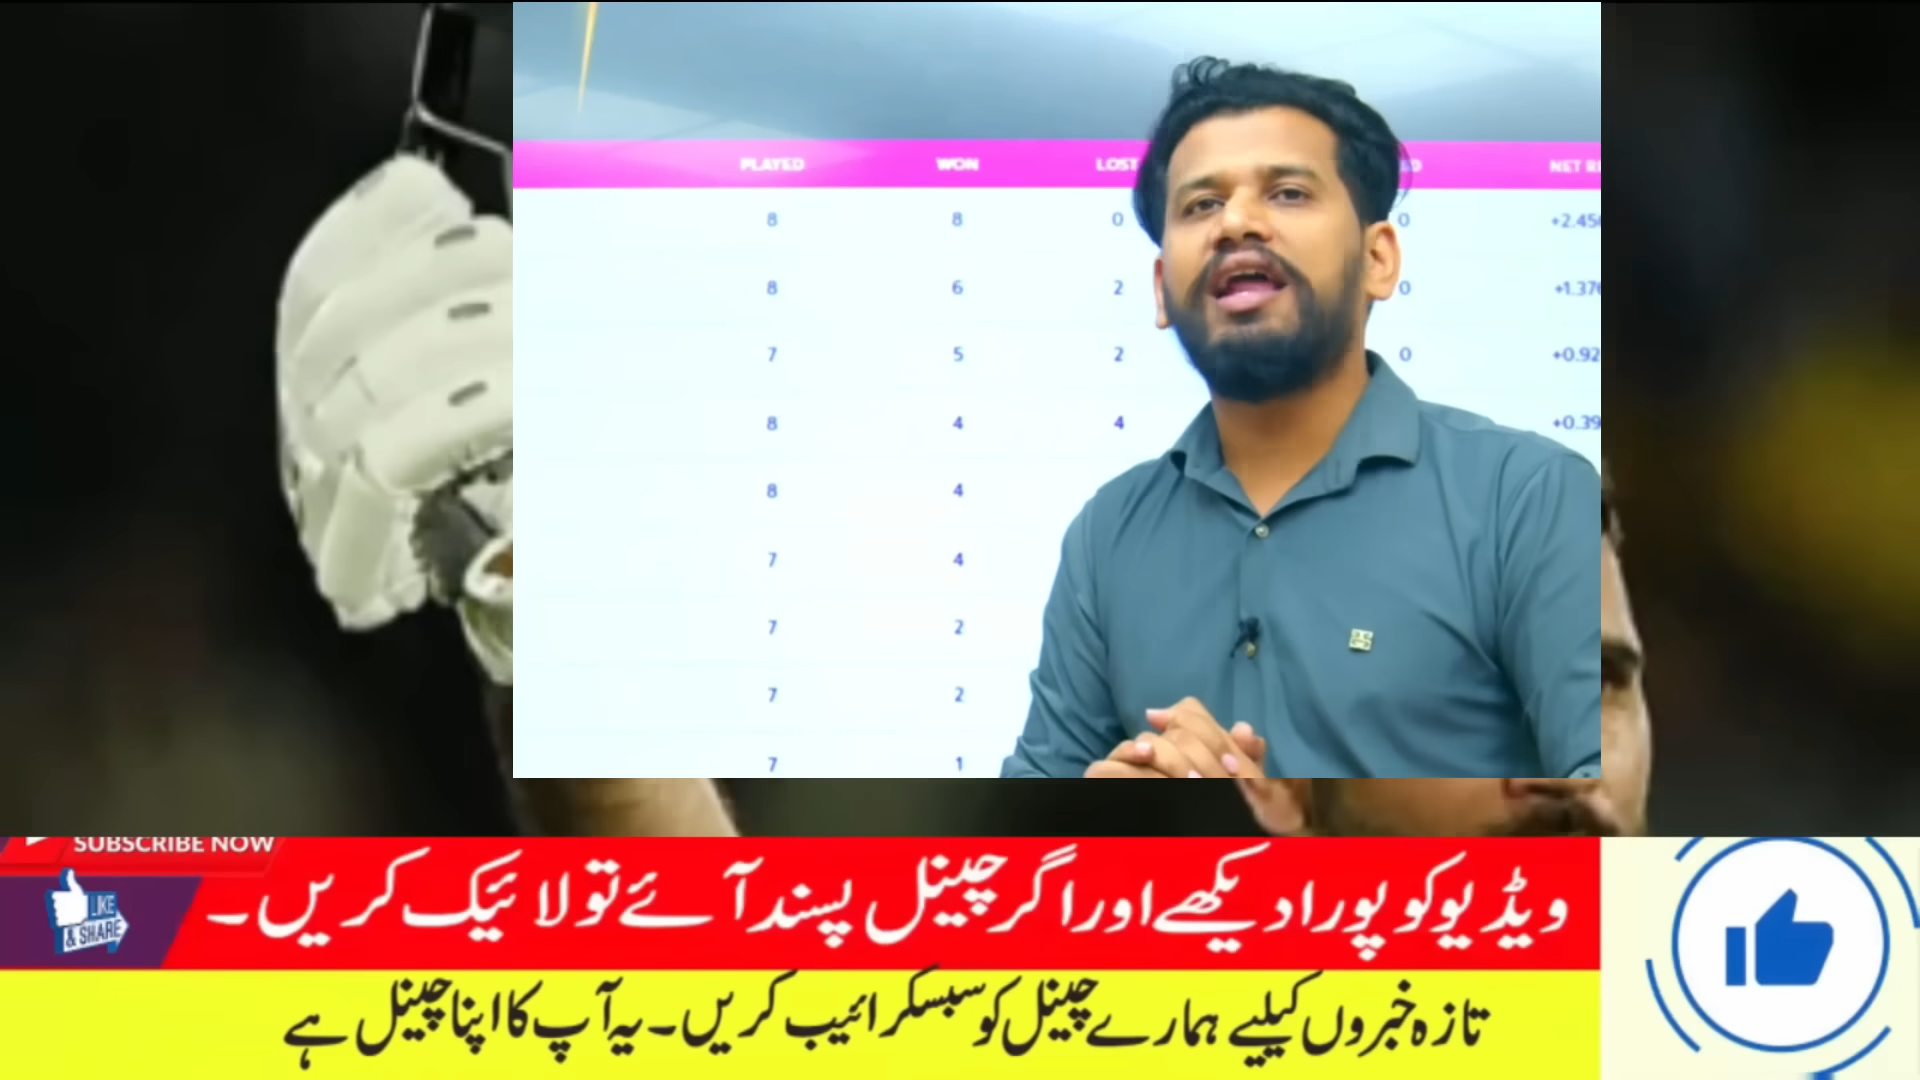 PLAYED WON LOST NET R
8 8 0 0 +2.45
8 6 2 0 +1.37
7 5 2 0 +0.92
8 4 4 +0.39
8 4
7 4
7 2
7 2
7 1
SUBSCRIBE NOW
LIKE
& SHARE
ویڈیو کو پورا دیکھے اور اگر چینل پسند آئے تو لائیک کریں۔
تازہ خبروں کیلیے ہمارے چینل کو سبسکرائیب کریں۔ یہ آپ کا اپنا چینل ہے